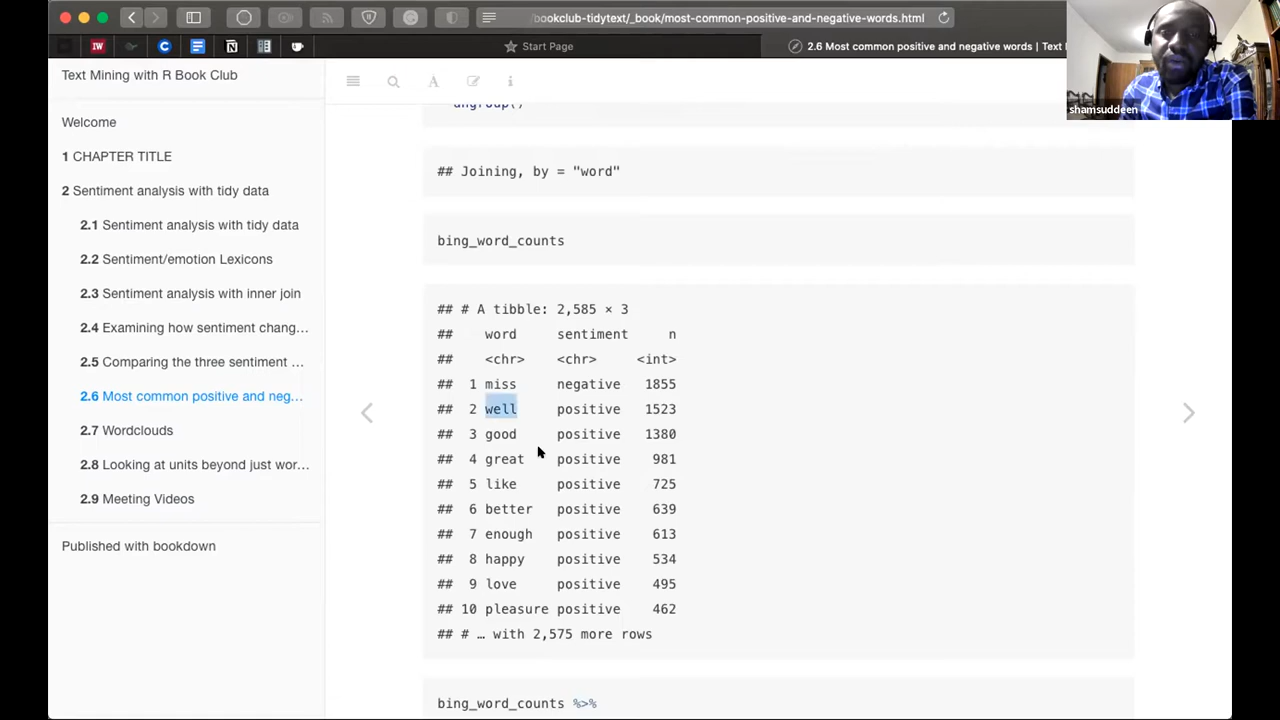 /bookclub-tidytext/_book/most-common-positive-and-negative-words.html
IW
Start Page
2.6 Most common positive and negative words | Text
shamsuddeen
Text Mining with R Book Club
Welcome
1 CHAPTER TITLE
2 Sentiment analysis with tidy data
2.1 Sentiment analysis with tidy data
2.2 Sentiment/emotion Lexicons
2.3 Sentiment analysis with inner join
2.4 Examining how sentiment chang...
2.5 Comparing the three sentiment ...
2.6 Most common positive and neg...
2.7 Wordclouds
2.8 Looking at units beyond just wor...
2.9 Meeting Videos
Published with bookdown
ungroup()
## Joining, by = "word"
bing_word_counts
## # A tibble: 2,585 × 3
## word sentiment n
## <chr> <chr> <int>
## 1 miss negative 1855
## 2 well positive 1523
## 3 good positive 1380
## 4 great positive 981
## 5 like positive 725
## 6 better positive 639
## 7 enough positive 613
## 8 happy positive 534
## 9 love positive 495
## 10 pleasure positive 462
## # … with 2,575 more rows
bing_word_counts %>%